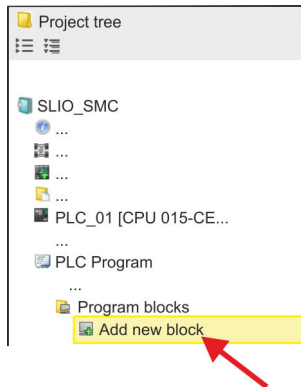 Project tree
SLIO_SMC
...
...
...
...
PLC_01 [CPU 015-CE...
...
PLC Program
...
Program blocks
Add new block